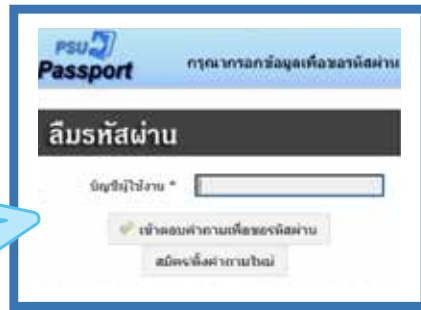 PSU
Passport
กรุณากรอกข้อมูลเพื่อขอรหัสผ่าน
ลืมรหัสผ่าน
บัญชีผู้ใช้งาน *
เข้าตอบคำถามเพื่อขอรหัสผ่าน
สมัคร/ตั้งคำถามใหม่